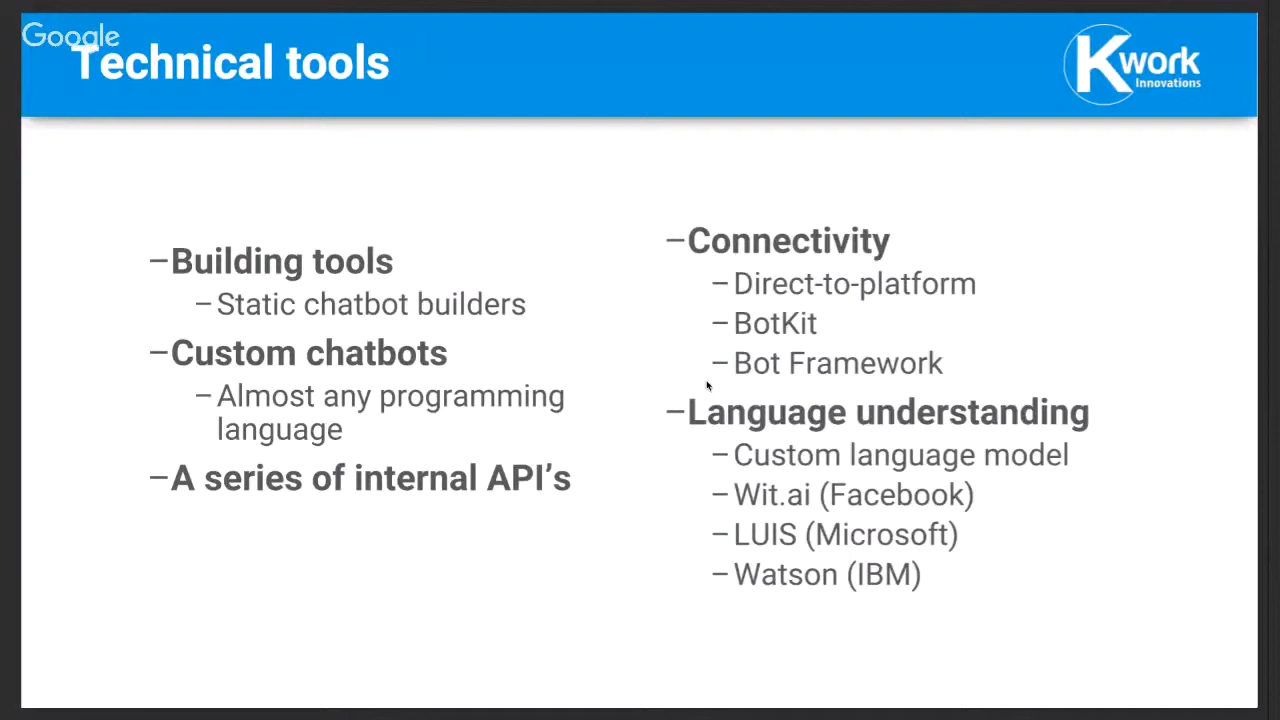 Google
Technical tools
Kwork
Innovations
–Building tools
–Static chatbot builders
–Custom chatbots
–Almost any programming
language
–A series of internal API’s
–Connectivity
–Direct-to-platform
–BotKit
–Bot Framework
–Language understanding
–Custom language model
–Wit.ai (Facebook)
–LUIS (Microsoft)
–Watson (IBM)